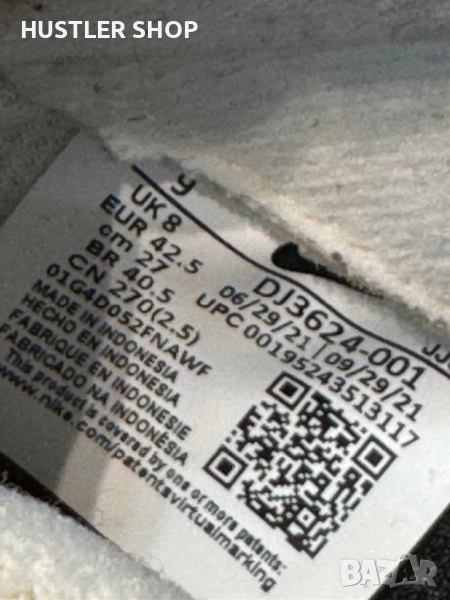 HUSTLER SHOP
9
UK 8
EUR 42.5
cm 27
BR 40.5
CN 270(2.5)
01G4D052FNAWF
MADE IN INDONESIA
HECHO EN INDONESIA
FABRIQUE EN INDONESIE
FABRICADO NA INDONÉSIA
This product is covered by one or more patents:
www.nike.com/patentsvirtualmarking
DJ3624-001
06/29/21 | 09/29/21
UPC 00195243513117
BAZAR